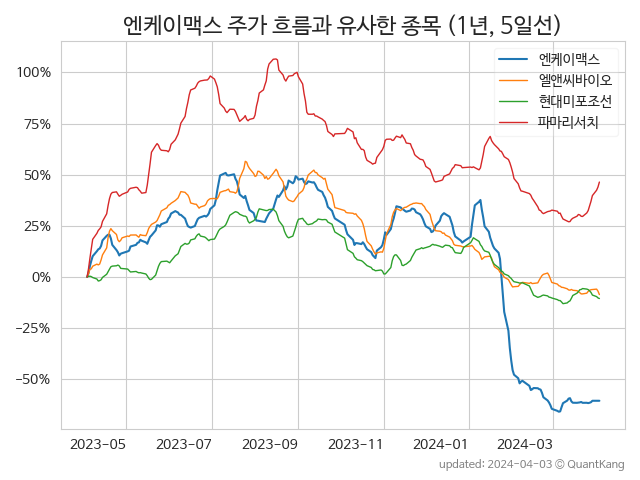 엔케이맥스 주가 흐름과 유사한 종목 (1년, 5일선)
엔케이맥스
엘앤씨바이오
현대미포조선
파마리서치
100%
75%
50%
25%
0%
−25%
−50%
2023-05 2023-07 2023-09 2023-11 2024-01 2024-03
updated: 2024-04-03 © QuantKang